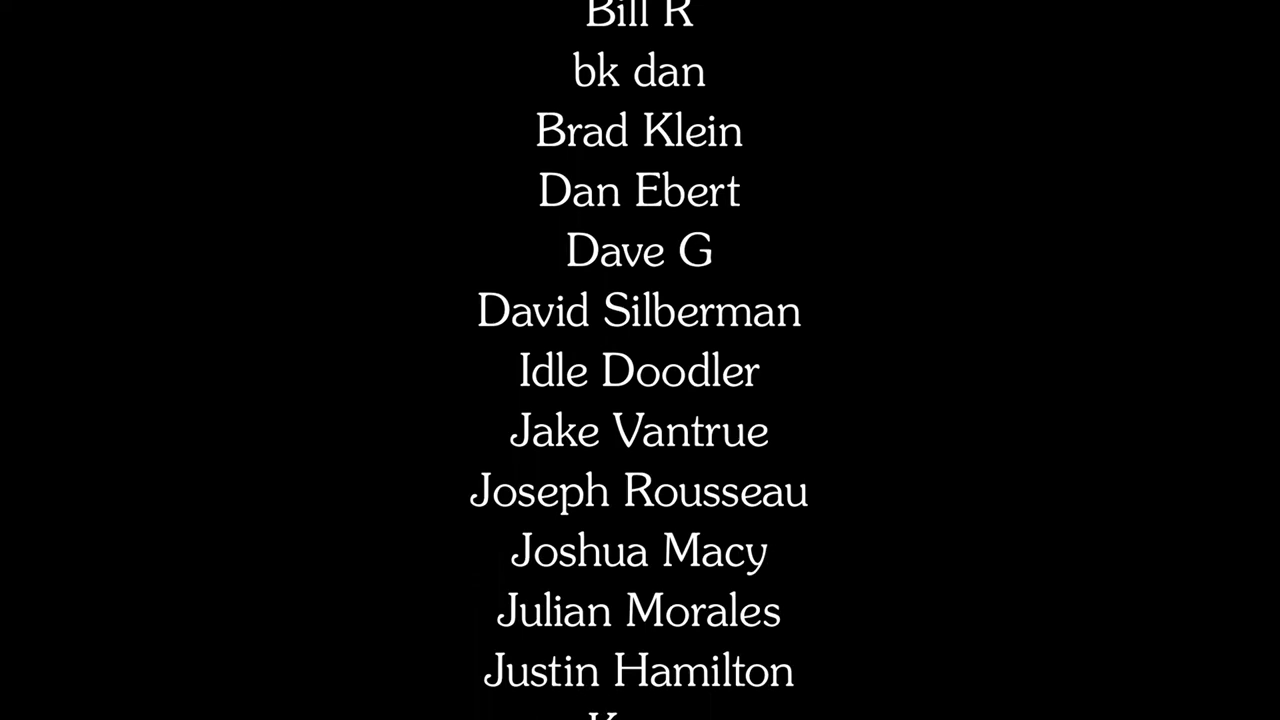 Bill R
bk dan
Brad Klein
Dan Ebert
Dave G
David Silberman
Idle Doodler
Jake Vantrue
Joseph Rousseau
Joshua Macy
Julian Morales
Justin Hamilton